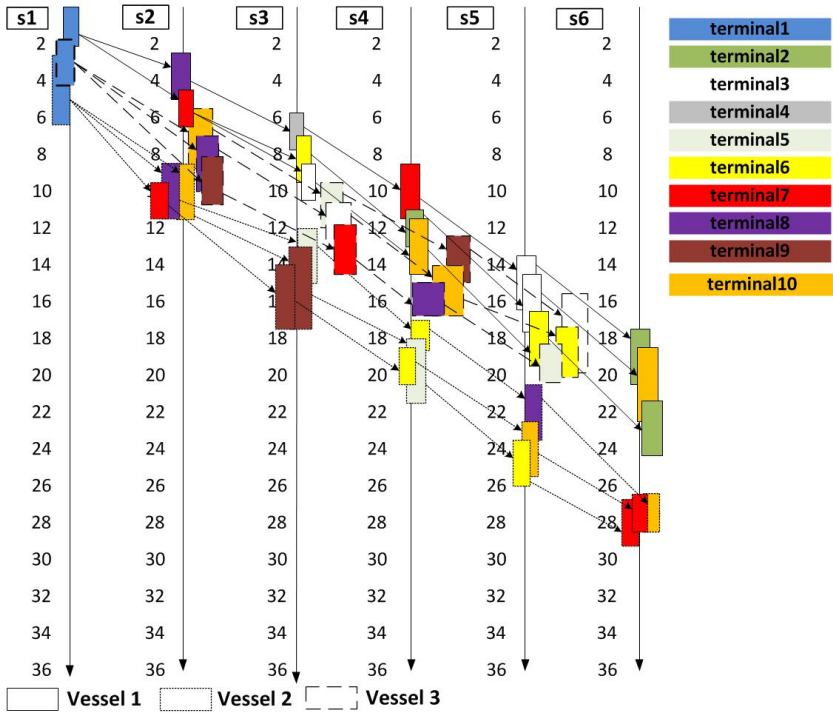 s1 s2 s3 s4 s5 s6
terminal1
terminal2
terminal3
terminal4
terminal5
terminal6
terminal7
terminal8
terminal9
terminal10
2 2 2 2 2 2
4 4 4 4 4 4
6 6 6 6 6 6
8 8 8 8 8 8
10 10 10 10 10 10
12 12 12 12 12 12
14 14 14 14 14 14
16 16 16 16 16 16
18 18 18 18 18 18
20 20 20 20 20 20
22 22 22 22 22 22
24 24 24 24 24 24
26 26 26 26 26 26
28 28 28 28 28 28
30 30 30 30 30 30
32 32 32 32 32 32
34 34 34 34 34 34
36 36 36 36 36 36
Vessel 1 Vessel 2 Vessel 3